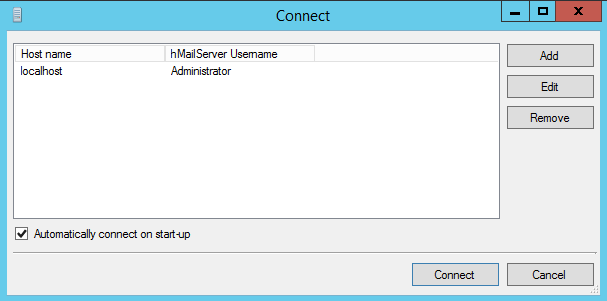 Connect
Host name hMailServer Username
localhost Administrator
Add
Edit
Remove
Automatically connect on start-up
Connect Cancel